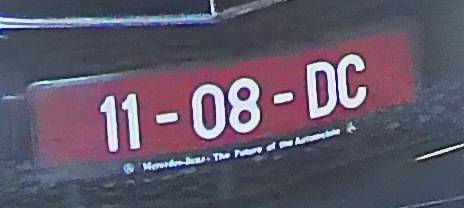 11-08-DC
Mercedes-Benz - The Future of the Automobile